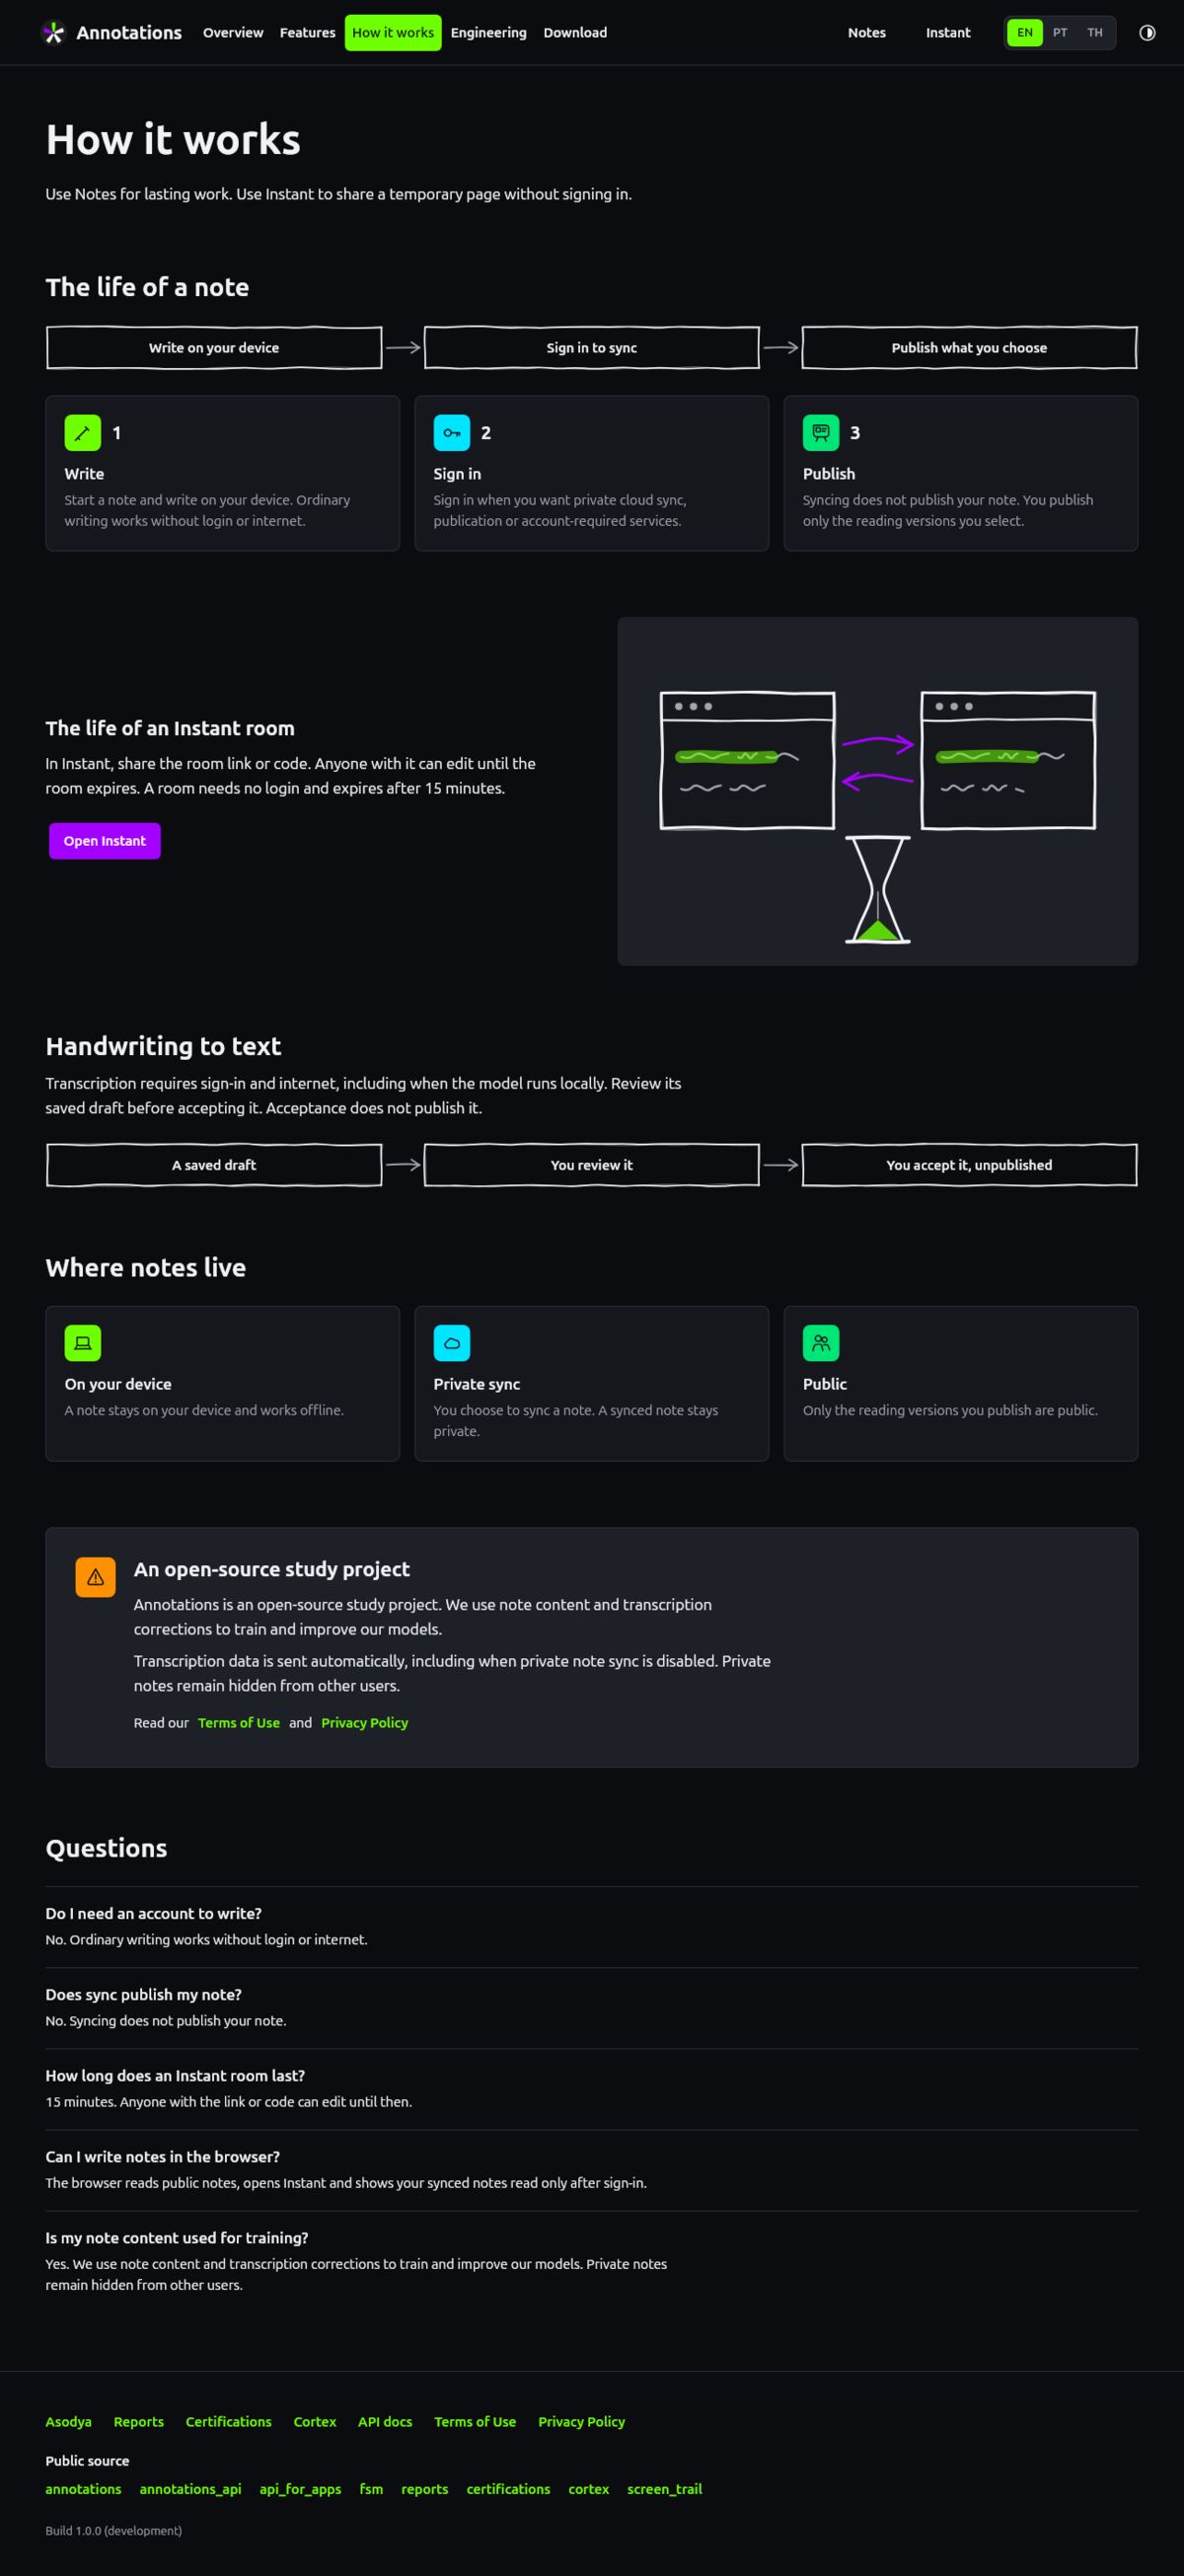 Annotations Overview Features How it works Engineering Download Notes Instant EN PT TH
How it works
Use Notes for lasting work. Use Instant to share a temporary page without signing in.
The life of a note
Write on your device
Sign in to sync
Publish what you choose
1
Write
Start a note and write on your device. Ordinary
writing works without login or internet.
2
Sign in
Sign in when you want private cloud sync,
publication or account-required services.
3
Publish
Syncing does not publish your note. You publish
only the reading versions you select.
The life of an Instant room
In Instant, share the room link or code. Anyone with it can edit until the
room expires. A room needs no login and expires after 15 minutes.
Open Instant
Handwriting to text
Transcription requires sign-in and internet, including when the model runs locally. Review its
saved draft before accepting it. Acceptance does not publish it.
A saved draft
You review it
You accept it, unpublished
Where notes live
On your device
A note stays on your device and works offline.
Private sync
You choose to sync a note. A synced note stays
private.
Public
Only the reading versions you publish are public.
An open-source study project
Annotations is an open-source study project. We use note content and transcription
corrections to train and improve our models.
Transcription data is sent automatically, including when private note sync is disabled. Private
notes remain hidden from other users.
Read our Terms of Use and Privacy Policy
Questions
Do I need an account to write?
No. Ordinary writing works without login or internet.
Does sync publish my note?
No. Syncing does not publish your note.
How long does an Instant room last?
15 minutes. Anyone with the link or code can edit until then.
Can I write notes in the browser?
The browser reads public notes, opens Instant and shows your synced notes read only after sign-in.
Is my note content used for training?
Yes. We use note content and transcription corrections to train and improve our models. Private notes
remain hidden from other users.
Asodya Reports Certifications Cortex API docs Terms of Use Privacy Policy
Public source
annotations annotations_api api_for_apps fsm reports certifications cortex screen_trail
Build 1.0.0 (development)